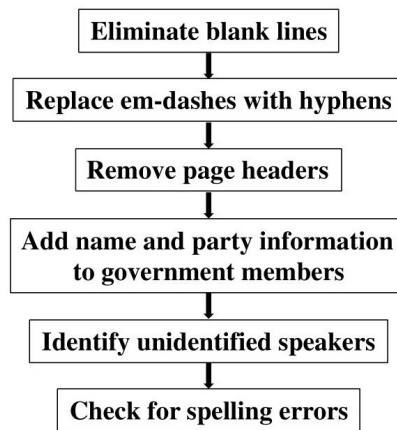 Eliminate blank lines
Replace em-dashes with hyphens
Remove page headers
Add name and party information
to government members
Identify unidentified speakers
Check for spelling errors